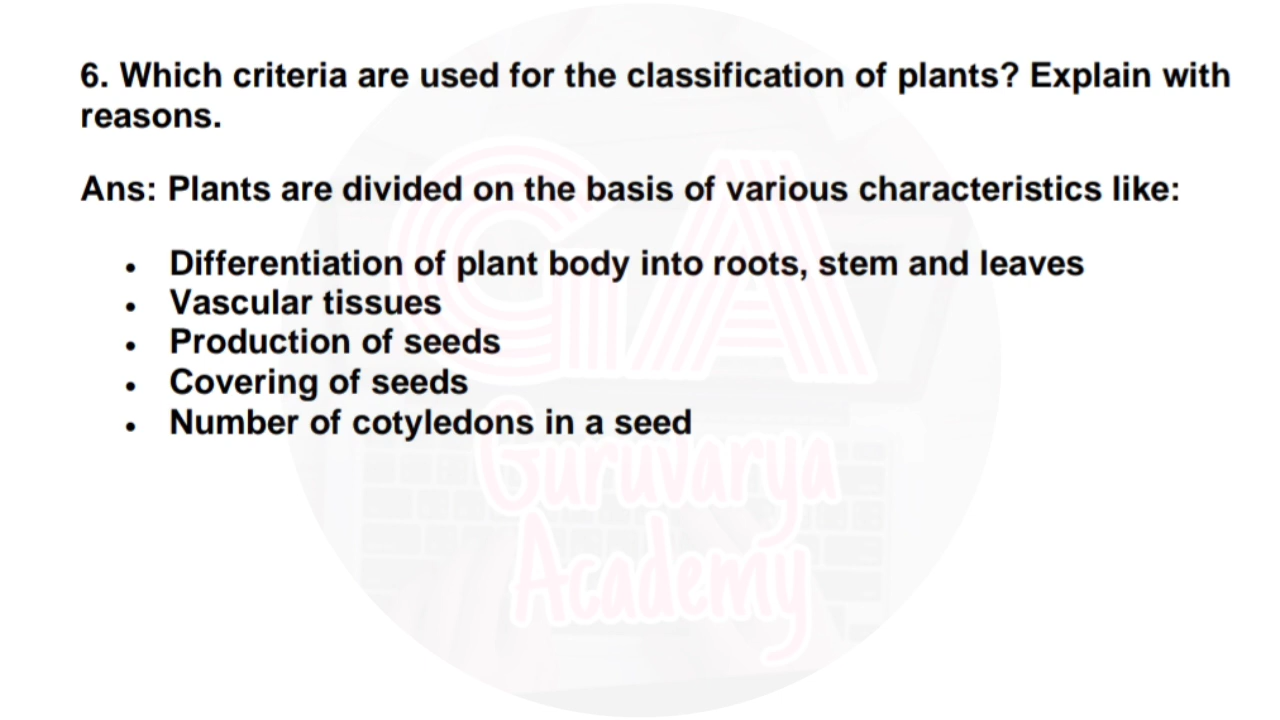 6. Which criteria are used for the classification of plants? Explain with
reasons.
Ans: Plants are divided on the basis of various characteristics like:
• Differentiation of plant body into roots, stem and leaves
• Vascular tissues
• Production of seeds
• Covering of seeds
• Number of cotyledons in a seed
GA
Guruvarya
Academy